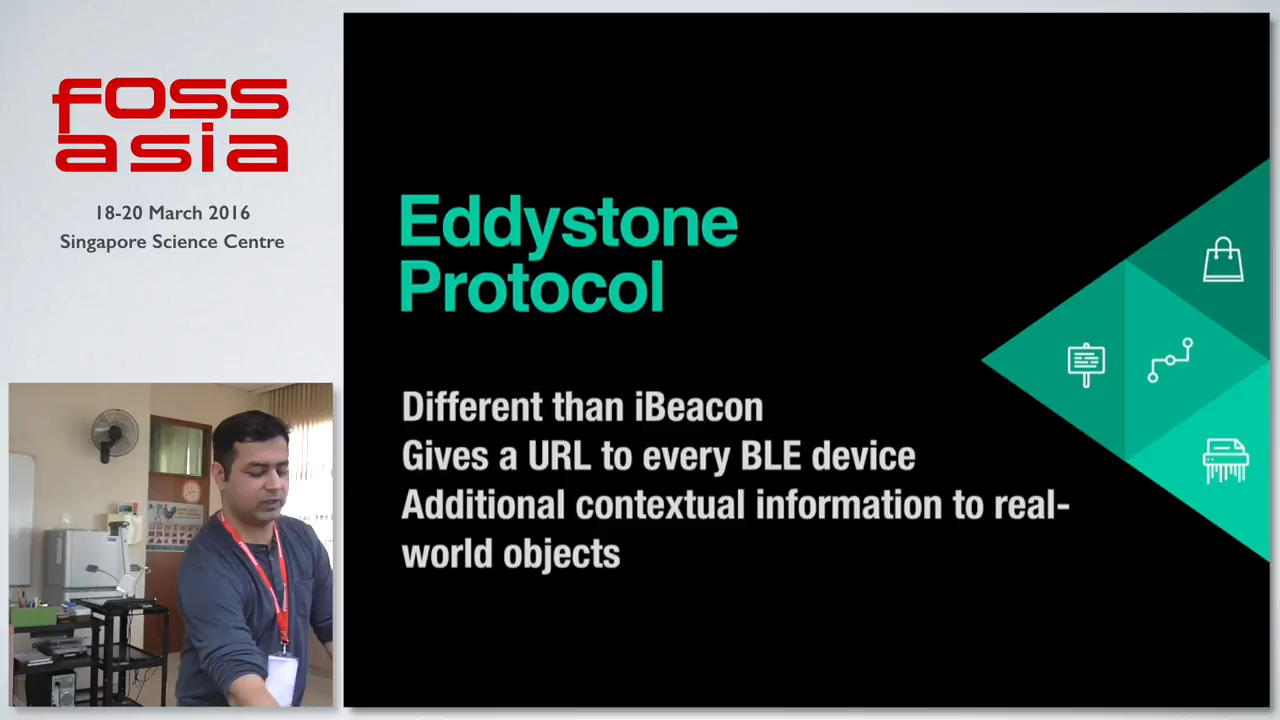 foss
asia
18-20 March 2016
Singapore Science Centre
Eddystone
Protocol
Different than iBeacon
Gives a URL to every BLE device
Additional contextual information to real-
world objects